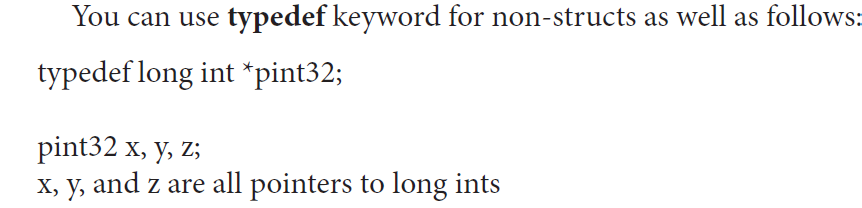 You can use typedef keyword for non-structs as well as follows:
typedef long int *pint32;
pint32 x, y, z;
x, y, and z are all pointers to long ints